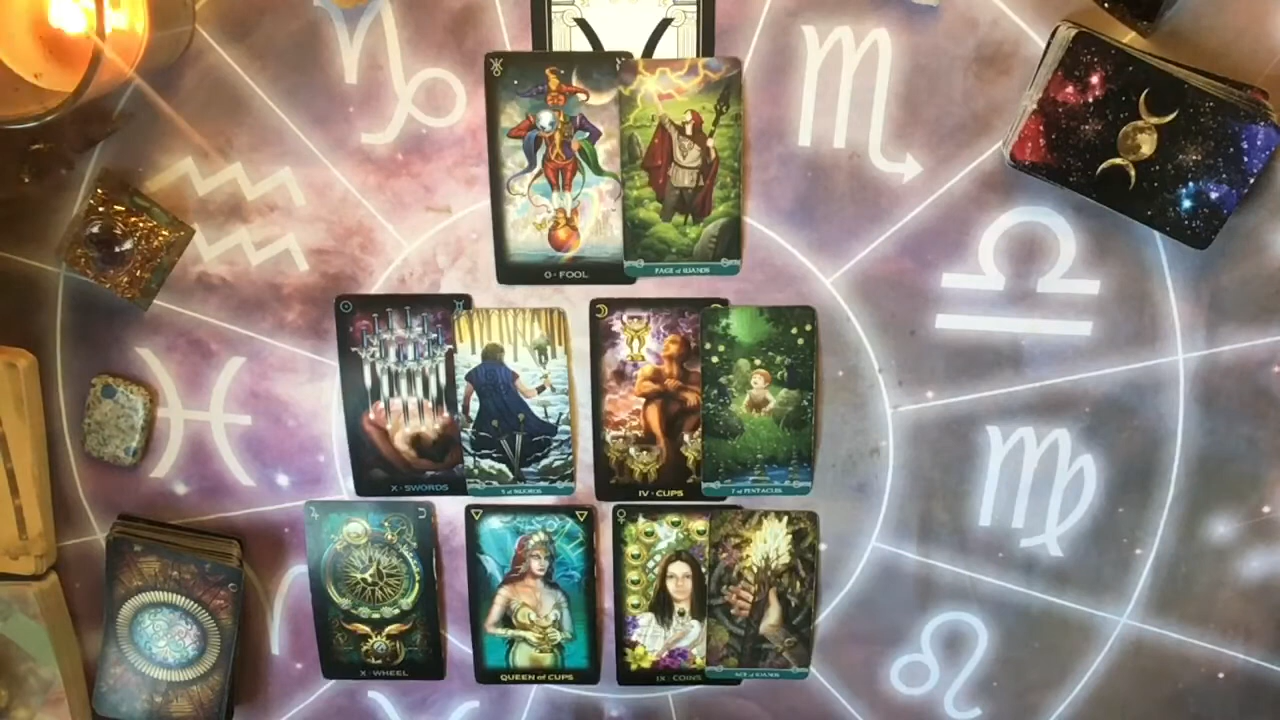 0 · FOOL
PAGE of WANDS
X · SWORDS
5 of SWORDS
IV · CUPS
7 of PENTACLES
X · WHEEL
QUEEN of CUPS
IX · COINS
ACE of WANDS